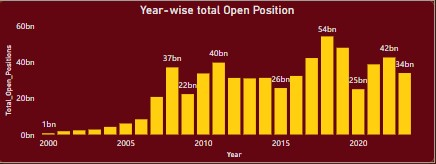 Year-wise total Open Position
Total_Open_Positions
60bn
40bn
20bn
0bn
1bn
37bn
22bn
40bn
26bn
54bn
25bn
42bn
34bn
2000
2005
2010
2015
2020
Year